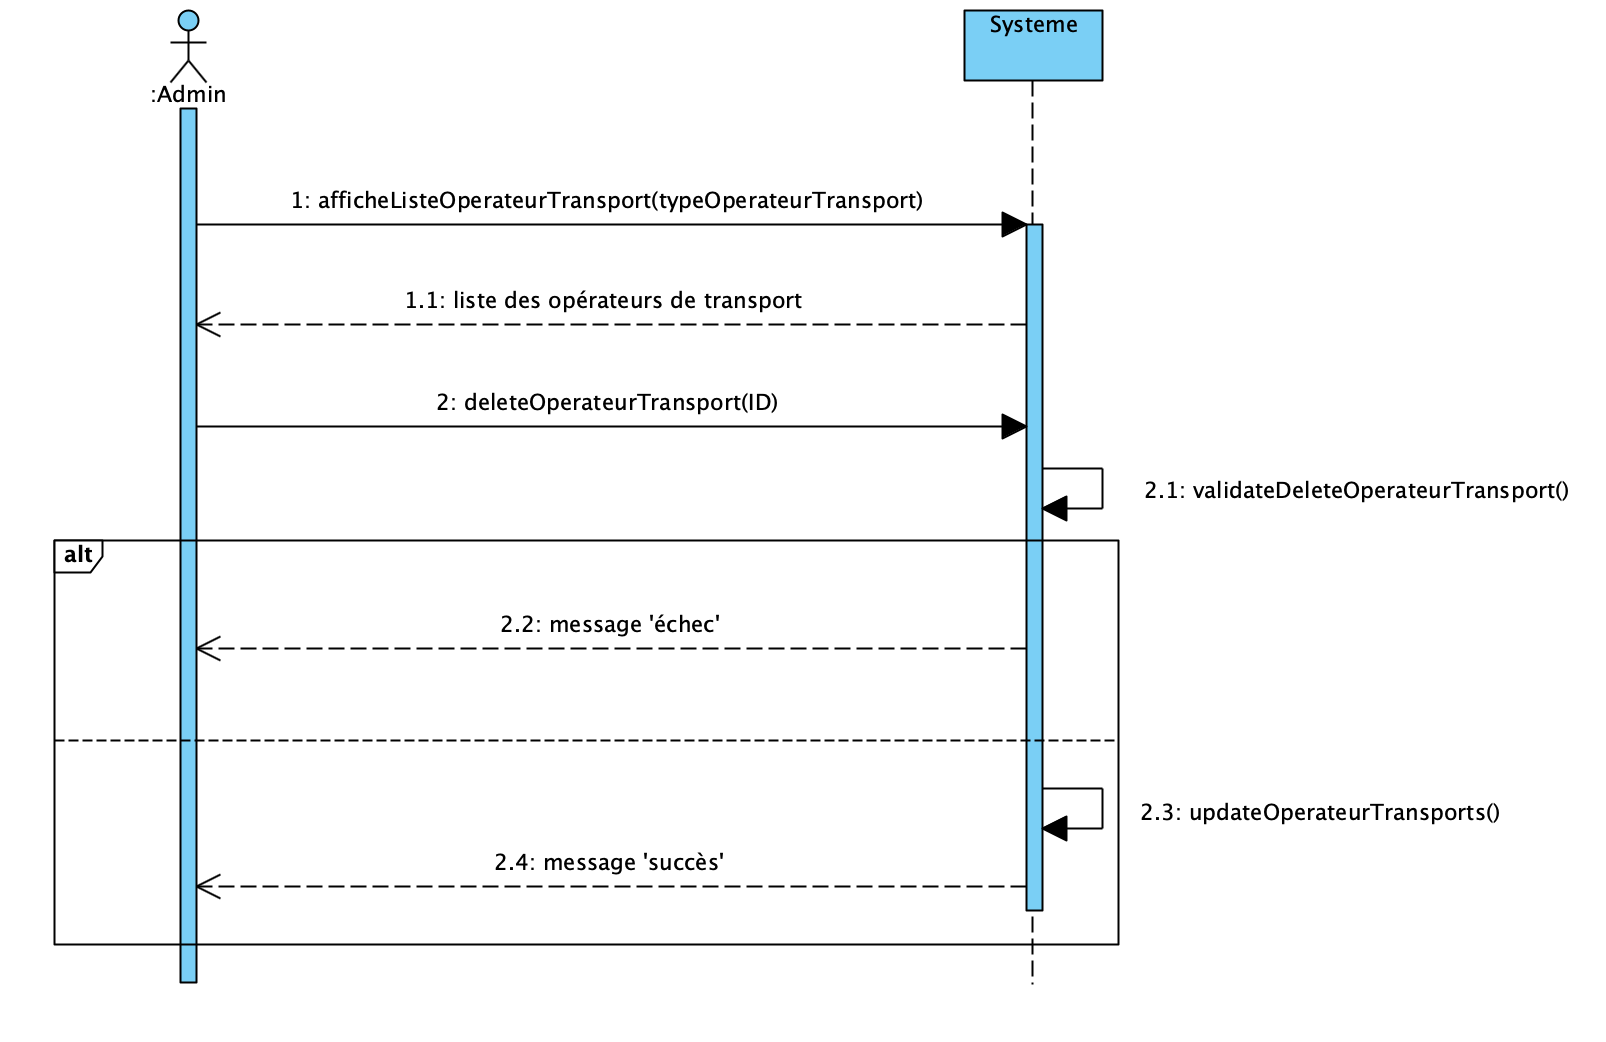 :Admin
Systeme
1: afficheListeOperateurTransport(typeOperateurTransport)
1.1: liste des opérateurs de transport
2: deleteOperateurTransport(ID)
2.1: validateDeleteOperateurTransport()
alt
2.2: message 'échec'
2.3: updateOperateurTransports()
2.4: message 'succès'